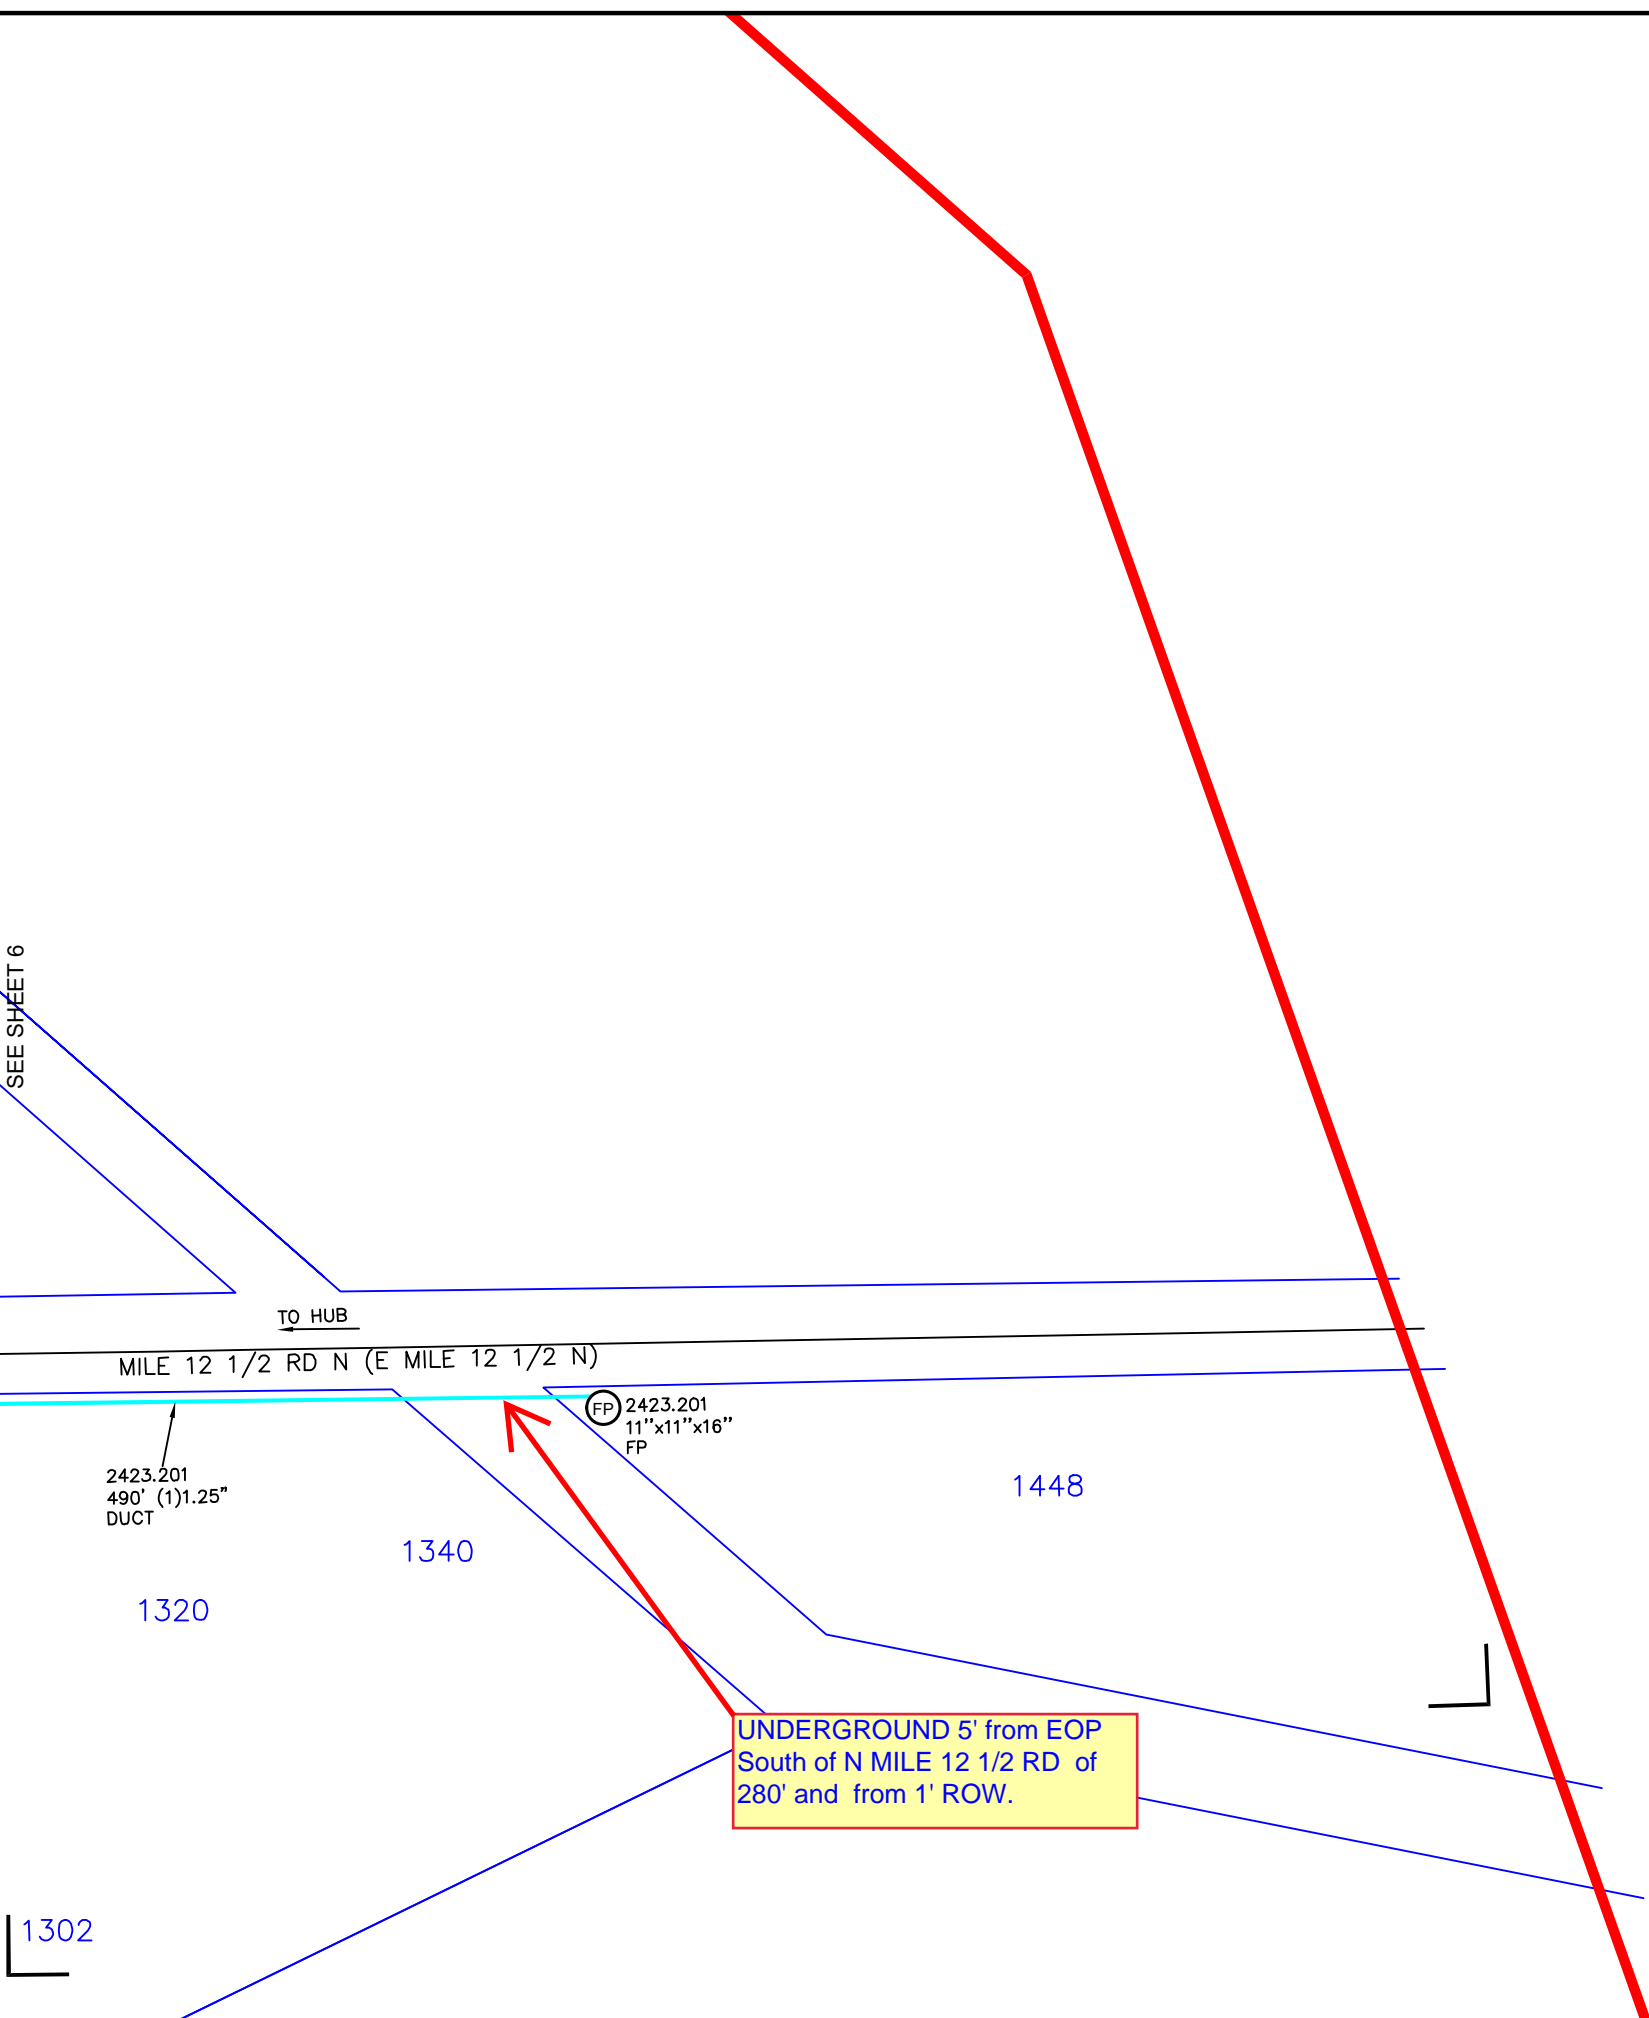 SEE SHEET 6
TO HUB
MILE 12 1/2 RD N (E MILE 12 1/2 N)
FP
2423.201
11"x11"x16"
FP
2423.201
490' (1)1.25"
DUCT
1448
1340
1320
UNDERGROUND 5' from EOP
South of N MILE 12 1/2 RD  of
280' and  from 1' ROW.
1302